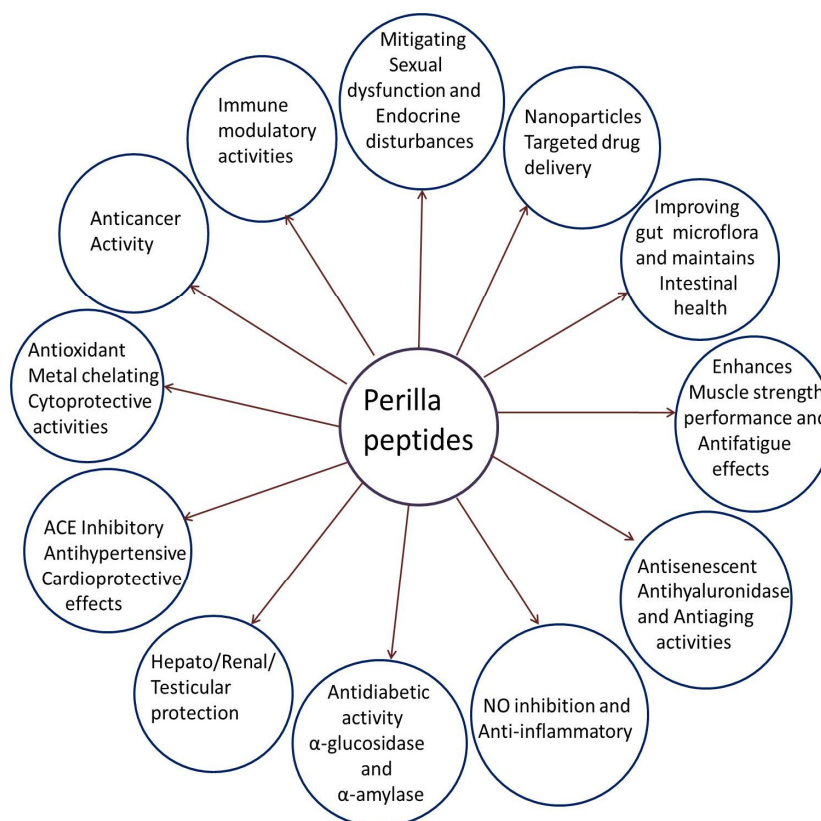 Mitigating
Sexual
dysfunction and
Endocrine
disturbances
Nanoparticles
Targeted drug
delivery
Improving
gut microflora
and maintains
Intestinal
health
Enhances
Muscle strength
performance and
Antifatigue
effects
Antisenescent
Antihyaluronidase
and Antiaging
activities
NO inhibition and
Anti-inflammatory
Antidiabetic
activity
α-glucosidase
and
α-amylase
Hepato/Renal/
Testicular
protection
ACE Inhibitory
Antihypertensive
Cardioprotective
effects
Antioxidant
Metal chelating
Cytoprotective
activities
Anticancer
Activity
Immune
modulatory
activities
Perilla
peptides